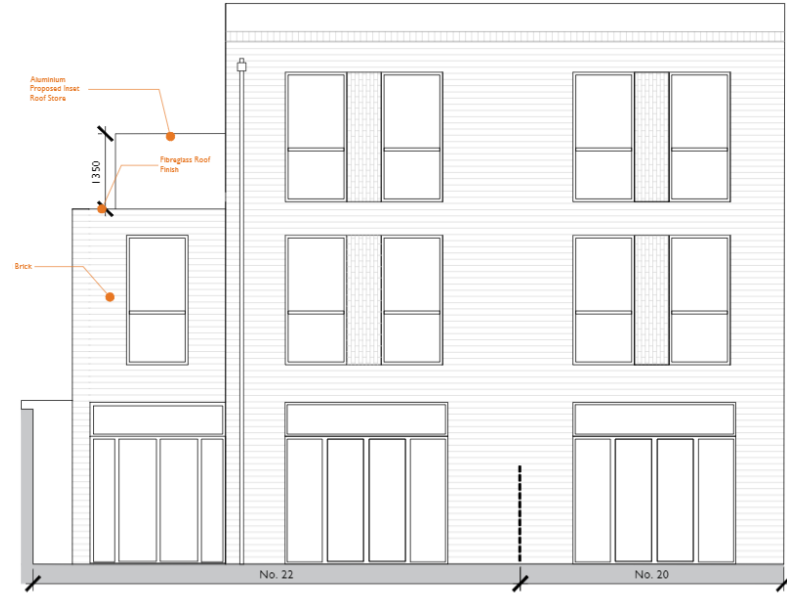 Aluminium
Proposed Inset
Roof Store
Fibreglass Roof
Finish
1350
Brick
No. 22
No. 20